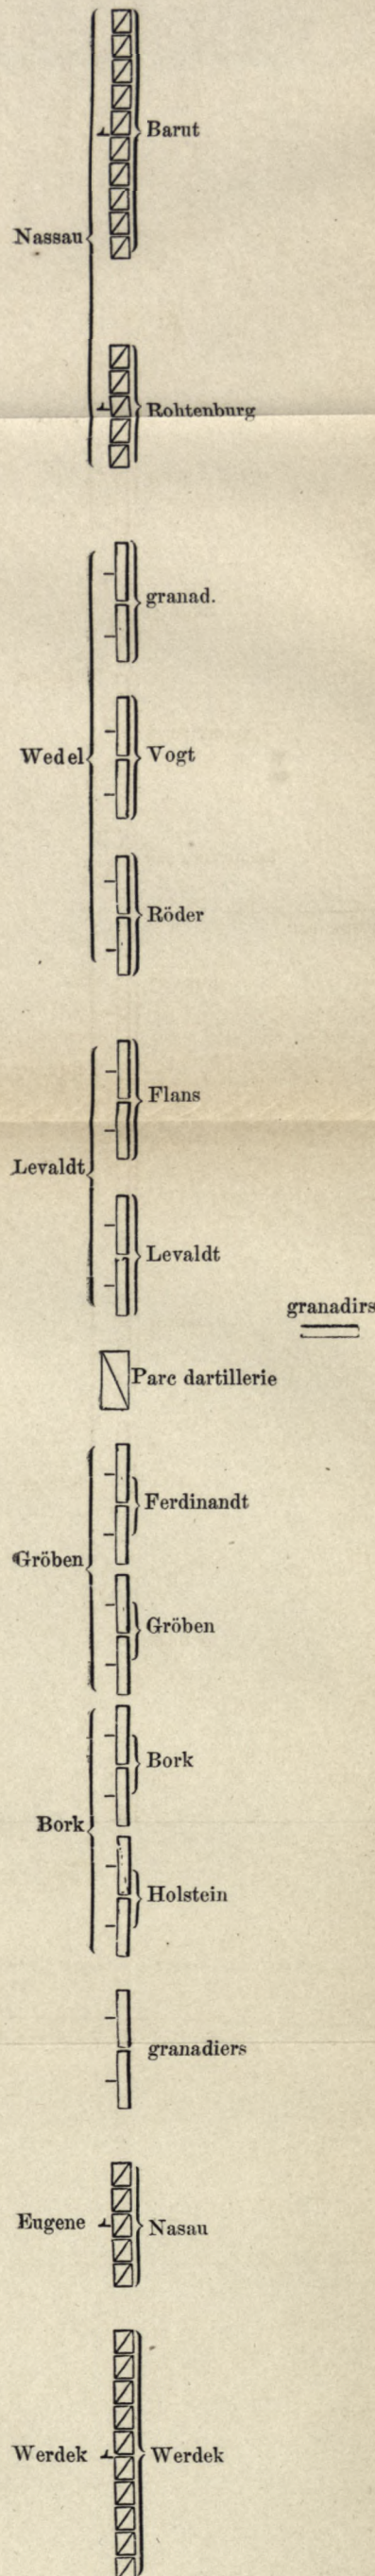 Barut
Nassau
Rohtenburg
granad.
Wedel
Vogt
Röder
Flans
Levaldt
Levaldt
granadirs
Parc dartillerie
Ferdinandt
Gröben
Gröben
Bork
Bork
Holstein
granadiers
Eugene
Nasau
Werdek
Werdek